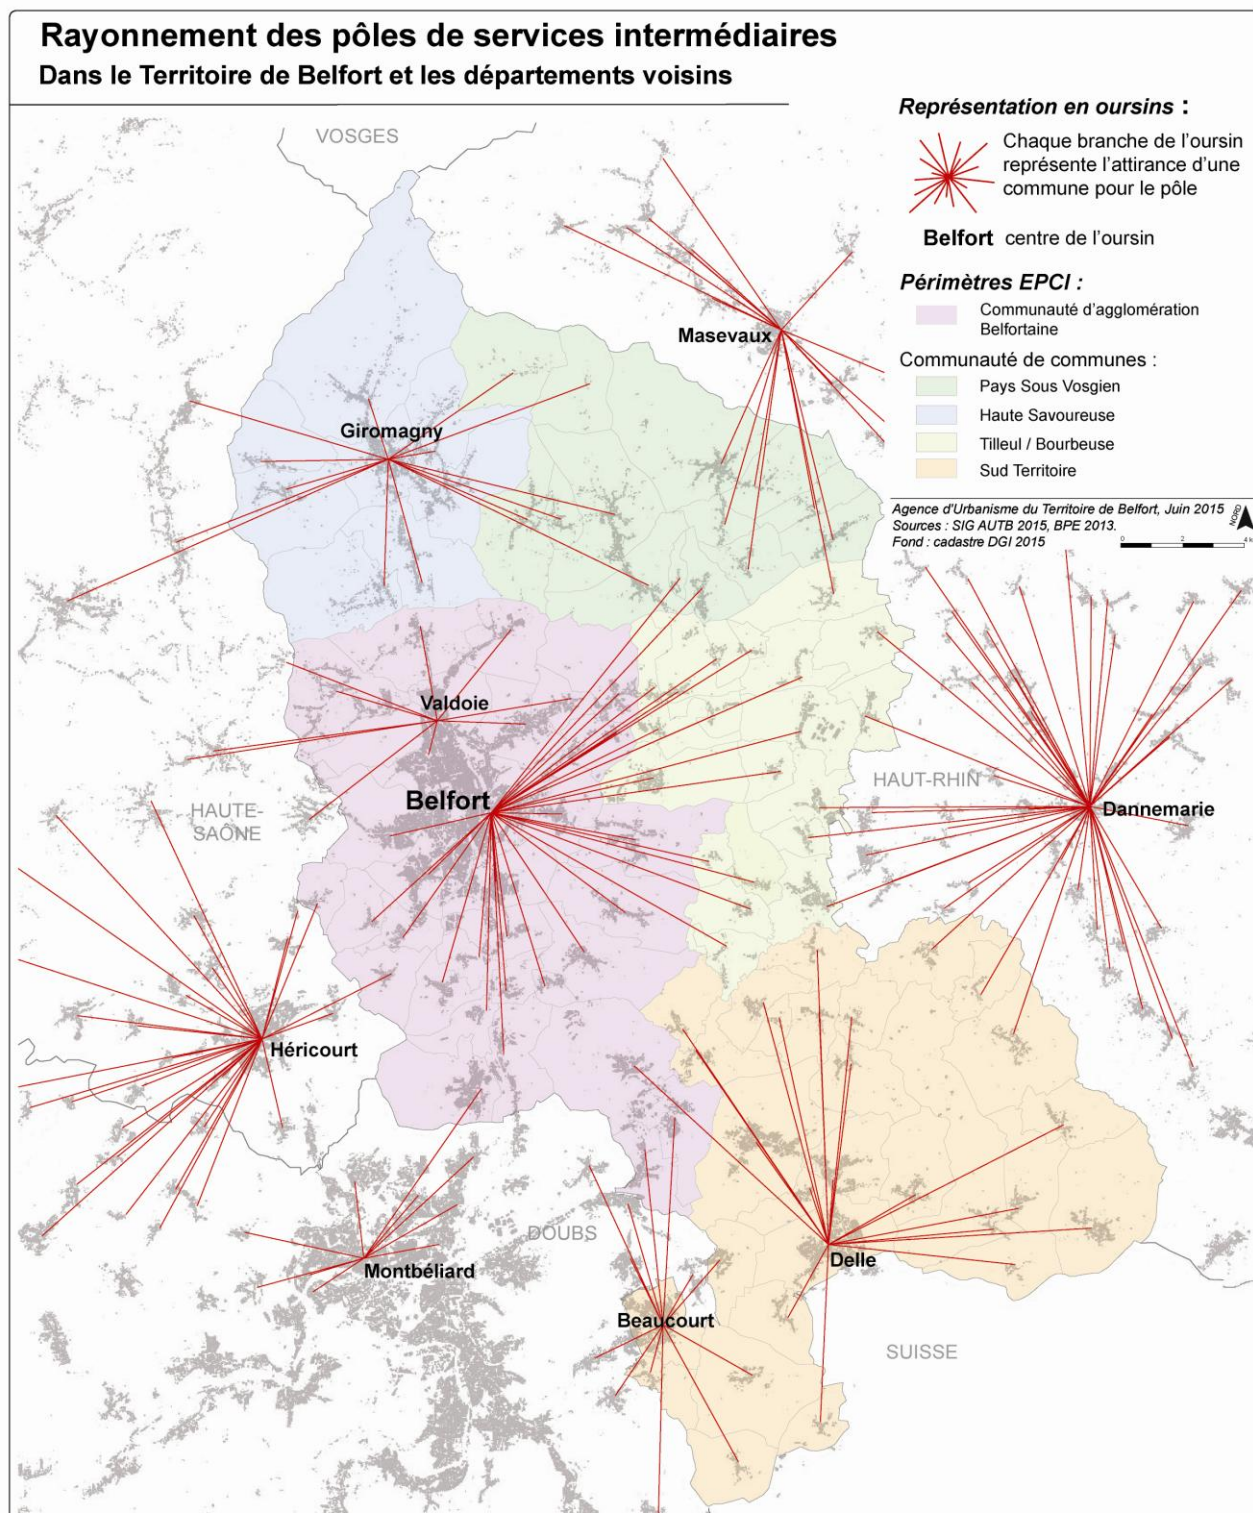 Rayonnement des pôles de services intermédiaires
Dans le Territoire de Belfort et les départements voisins
Représentation en oursins :
Chaque branche de l'oursin
représente l'attirance d'une
commune pour le pôle
Belfort centre de l'oursin
Périmètres EPCI :
Communauté d'agglomération
Belfortaine
Communauté de communes :
Pays Sous Vosgien
Haute Savoureuse
Tilleul / Bourbeuse
Sud Territoire
Agence d'Urbanisme du Territoire de Belfort, Juin 2015
Sources : SIG AUTB 2015, BPE 2013.
Fond : cadastre DGI 2015
NORD
0 2 4 k
VOSGES
Masevaux
Giromagny
Valdoie
Belfort
HAUTE-
SAÔNE
HAUT-RHIN
Dannemarie
Héricourt
DOUBS
Montbéliard
Delle
Beaucourt
SUISSE